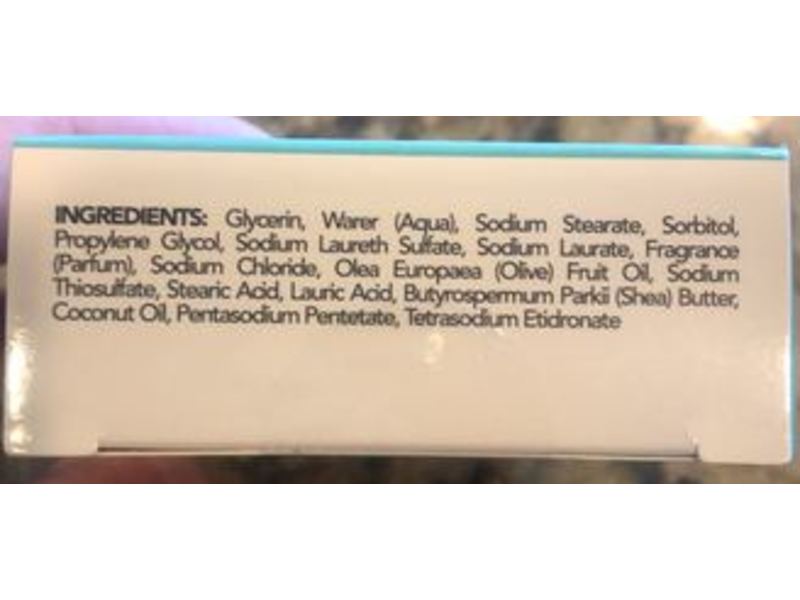 INGREDIENTS: Glycerin, Warer (Aqua), Sodium Stearate, Sorbitol,
Propylene Glycol, Sodium Laureth Sulfate, Sodium Laurate, Fragrance
(Parfum), Sodium Chloride, Olea Europaea (Olive) Fruit Oil, Sodium
Thiosulfate, Stearic Acid, Lauric Acid, Butyrospermum Parkii (Shea) Butter,
Coconut Oil, Pentasodium Pentetate, Tetrasodium Etidronate